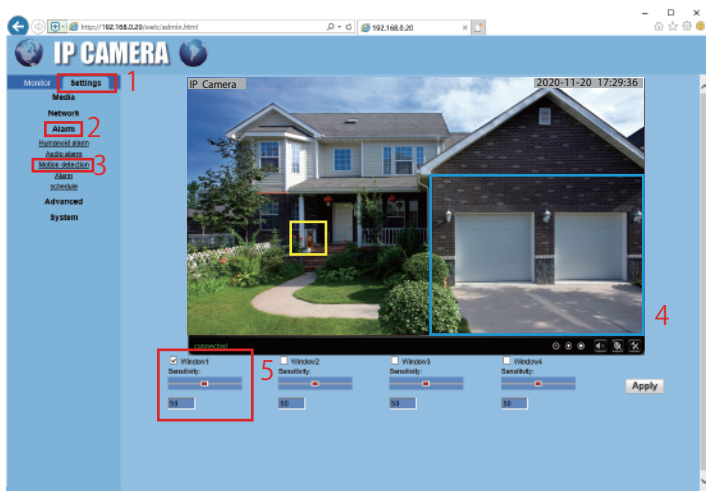 http://192.168.0.20/web/admin.html
192.168.0.20
IP CAMERA
Monitor
Settings
1
Media
Network
Alarm
2
Humanoid alarm
Audio alarm
Motion detection
3
Alarm
schedule
Advanced
System
IP Camera
2020-11-20 17:29:36
4
connected
Window1
Sensitivity:
50
5
Window2
Sensitivity:
50
Window3
Sensitivity:
50
Window4
Sensitivity:
50
Apply